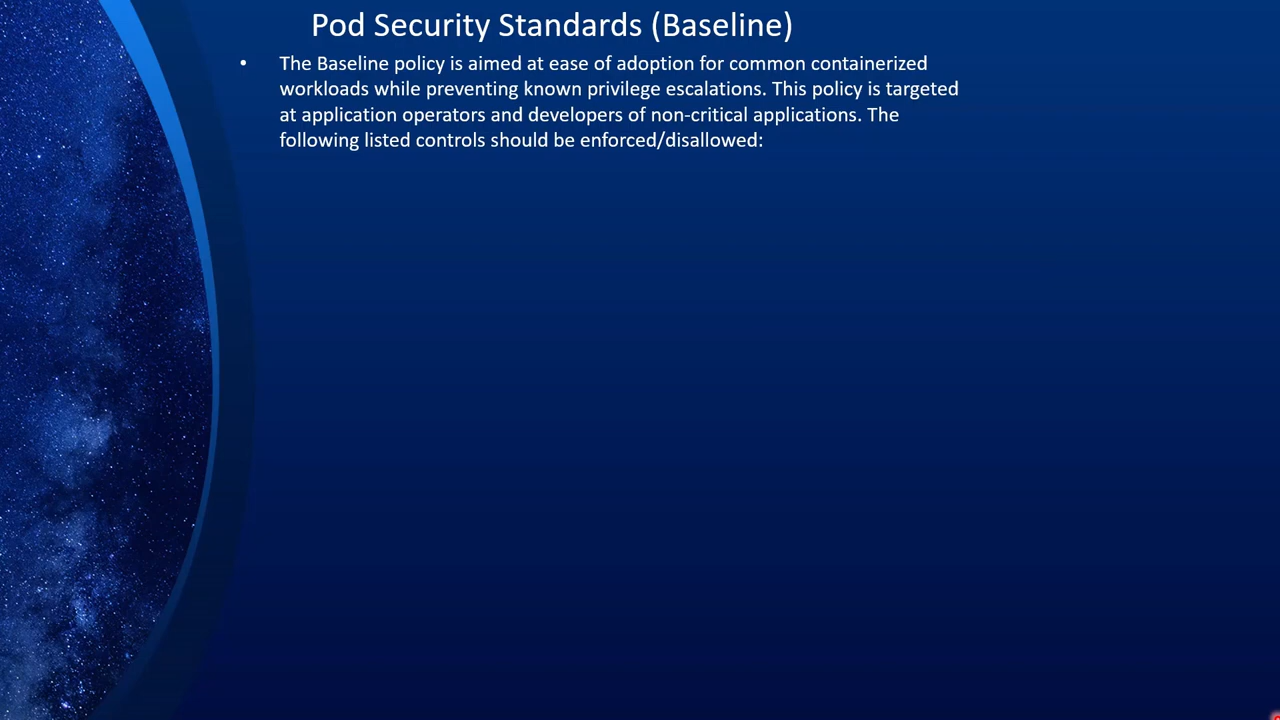 Pod Security Standards (Baseline)
• The Baseline policy is aimed at ease of adoption for common containerized
workloads while preventing known privilege escalations. This policy is targeted
at application operators and developers of non-critical applications. The
following listed controls should be enforced/disallowed: